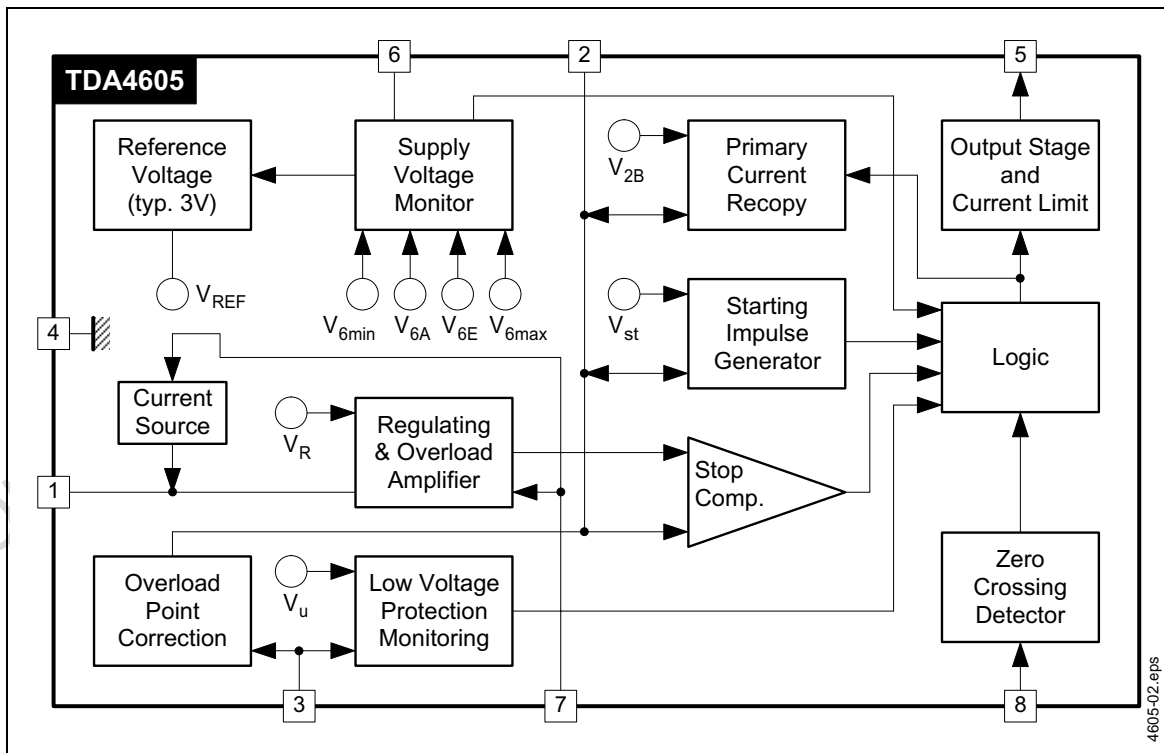 6
2
5
TDA4605
Reference
Voltage
(typ. 3V)
Supply
Voltage
Monitor
V2B
Primary
Current
Recopy
Output Stage
and
Current Limit
VREF
V6min
V6A
V6E
V6max
Vst
Starting
Impulse
Generator
Logic
4
Current
Source
VR
Regulating
& Overload
Amplifier
Stop
Comp.
1
Overload
Point
Correction
Vu
Low Voltage
Protection
Monitoring
Zero
Crossing
Detector
3
7
8
4605-02.eps